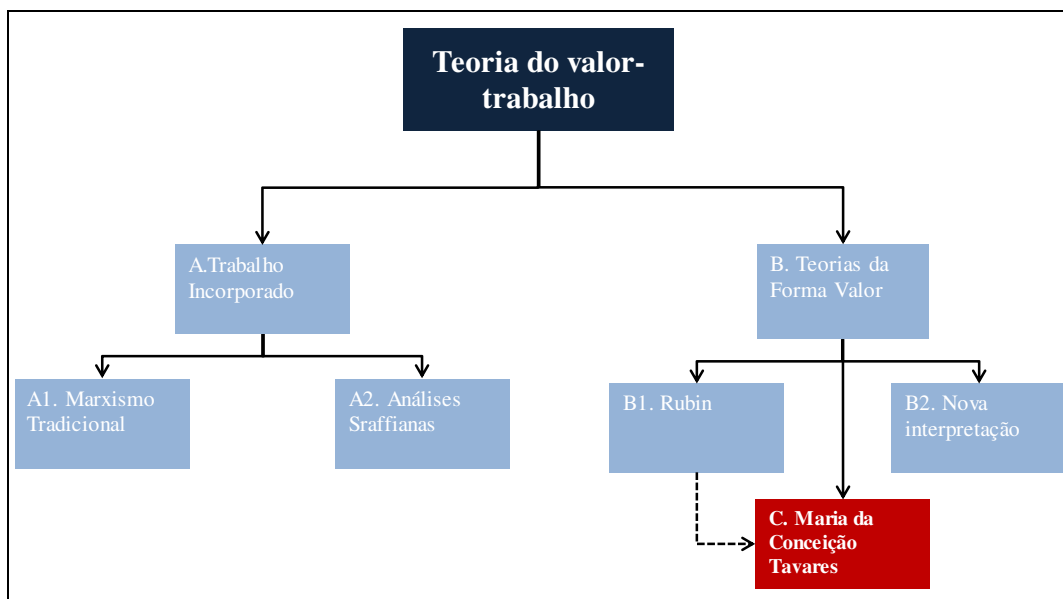 Teoria do valor-
trabalho
A.Trabalho
Incorporado
B. Teorias da
Forma Valor
A1. Marxismo
Tradicional
A2. Análises
Sraffianas
B1. Rubin
B2. Nova
interpretação
C. Maria da
Conceição
Tavares